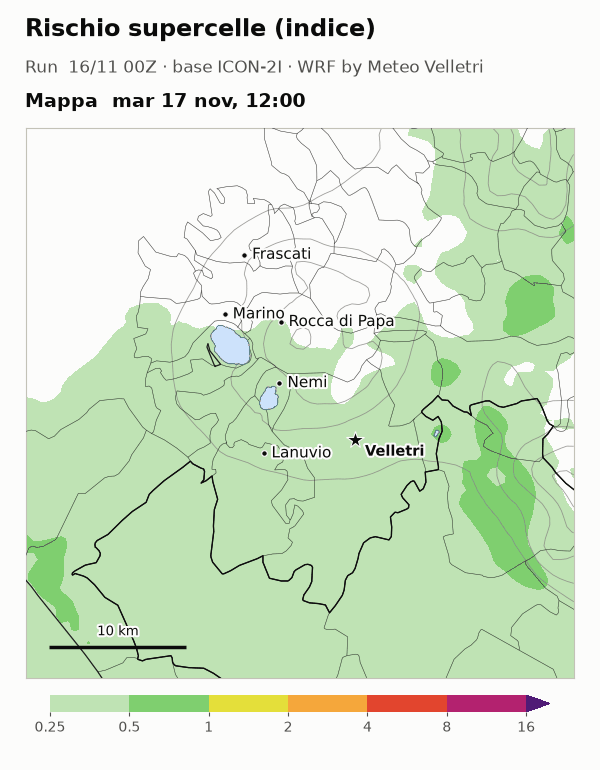 Rischio supercelle (indice)
Run  16/11 00Z · base ICON-2I · WRF by Meteo Velletri
Mappa  mar 17 nov, 12:00
Frascati
Marino
Rocca di Papa
Nemi
Velletri
Lanuvio
10 km
0.25 0.5 1 2 4 8 16